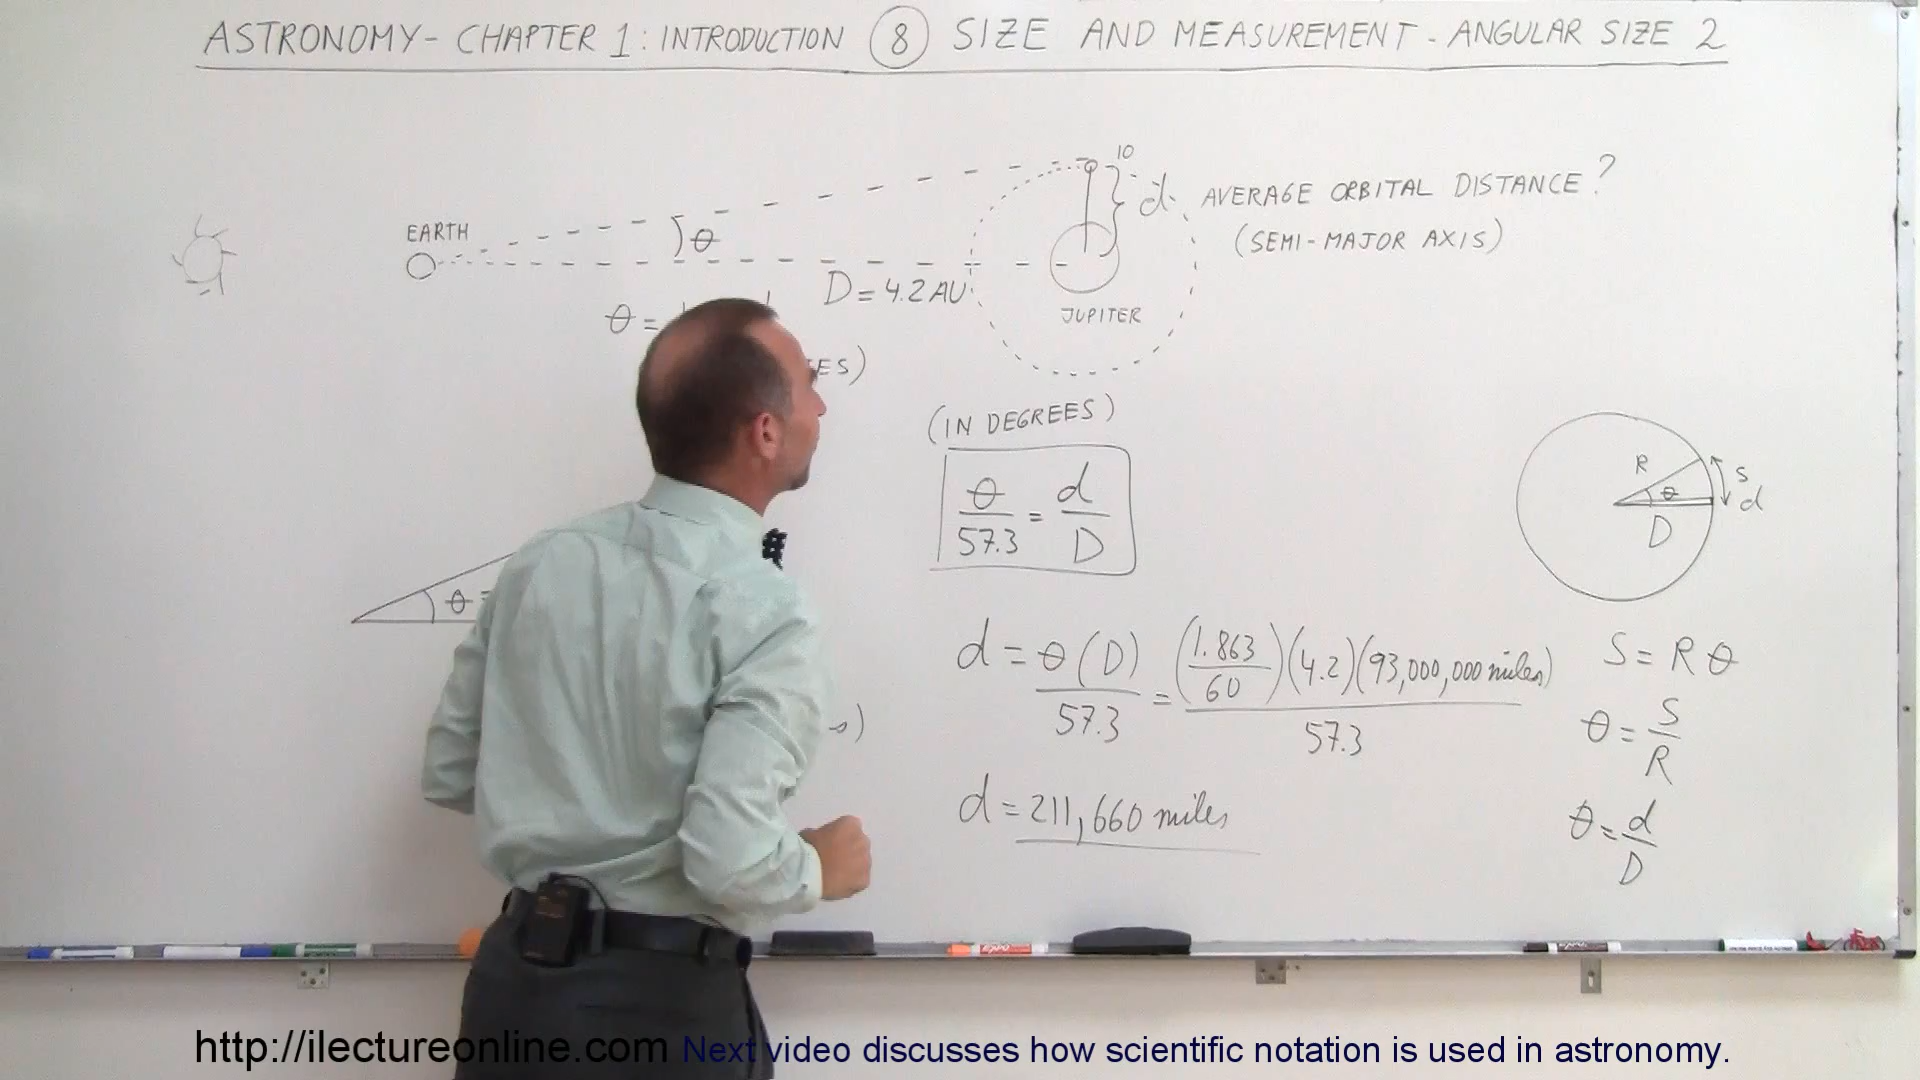 ASTRONOMY - CHAPTER 1: INTRODUCTION 8 SIZE AND MEASUREMENT - ANGULAR SIZE 2
IO
d
AVERAGE ORBITAL DISTANCE?
(SEMI-MAJOR AXIS)
EARTH
θ
D = 4.2 AU
JUPITER
θ =
ES)
(IN DEGREES)
θ/57.3 = d/D
R
θ
S
d
D
θ =
d = θ(D)/57.3 = (1.863/60)(4.2)(93,000,000 miles)/57.3
S = Rθ
θ = S/R
s)
d = 211,660 miles
θ = d/D
http://ilectureonline.com Next video discusses how scientific notation is used in astronomy.